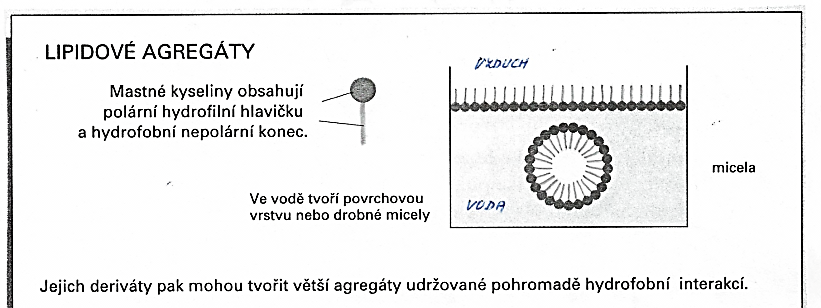 LIPIDOVÉ AGREGÁTY
Mastné kyseliny obsahují
polární hydrofilní hlavičku
a hydrofobní nepolární konec.
VZDUCH
micela
Ve vodě tvoří povrchovou
vrstvu nebo drobné micely
VODA
Jejich deriváty pak mohou tvořit větší agregáty udržované pohromadě hydrofobní interakcí.